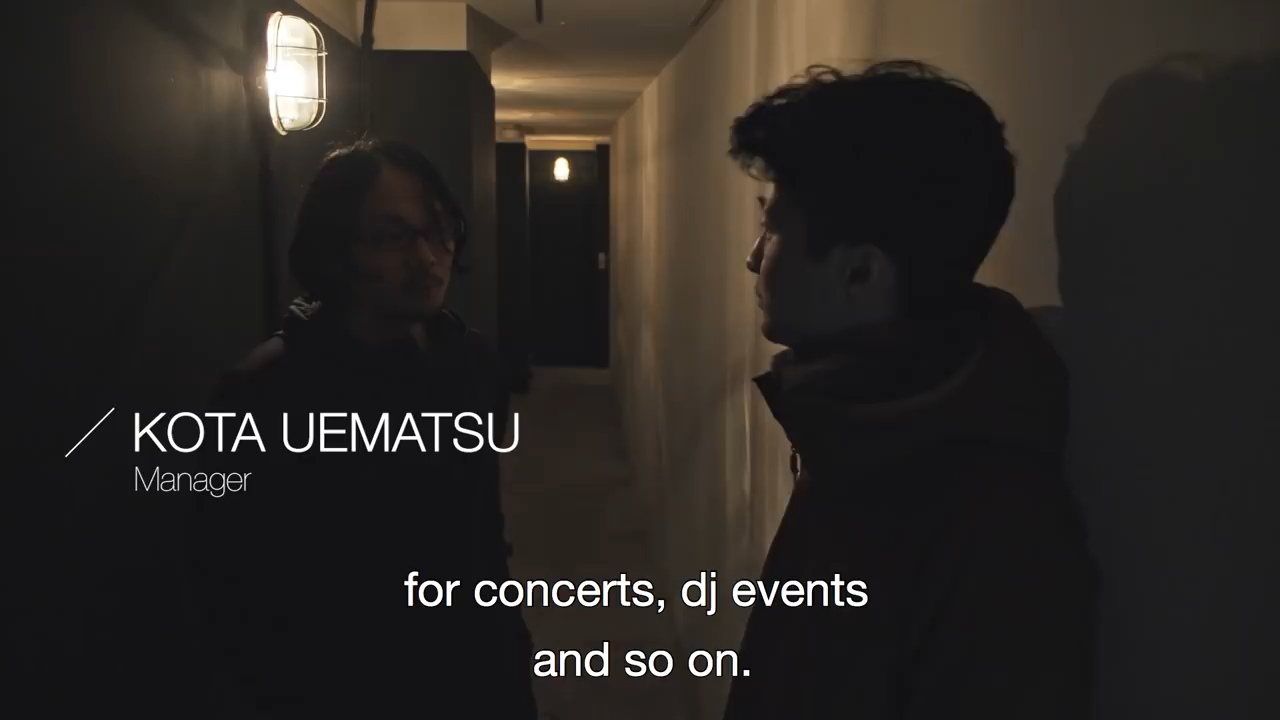 KOTA UEMATSU
Manager
for concerts, dj events
and so on.